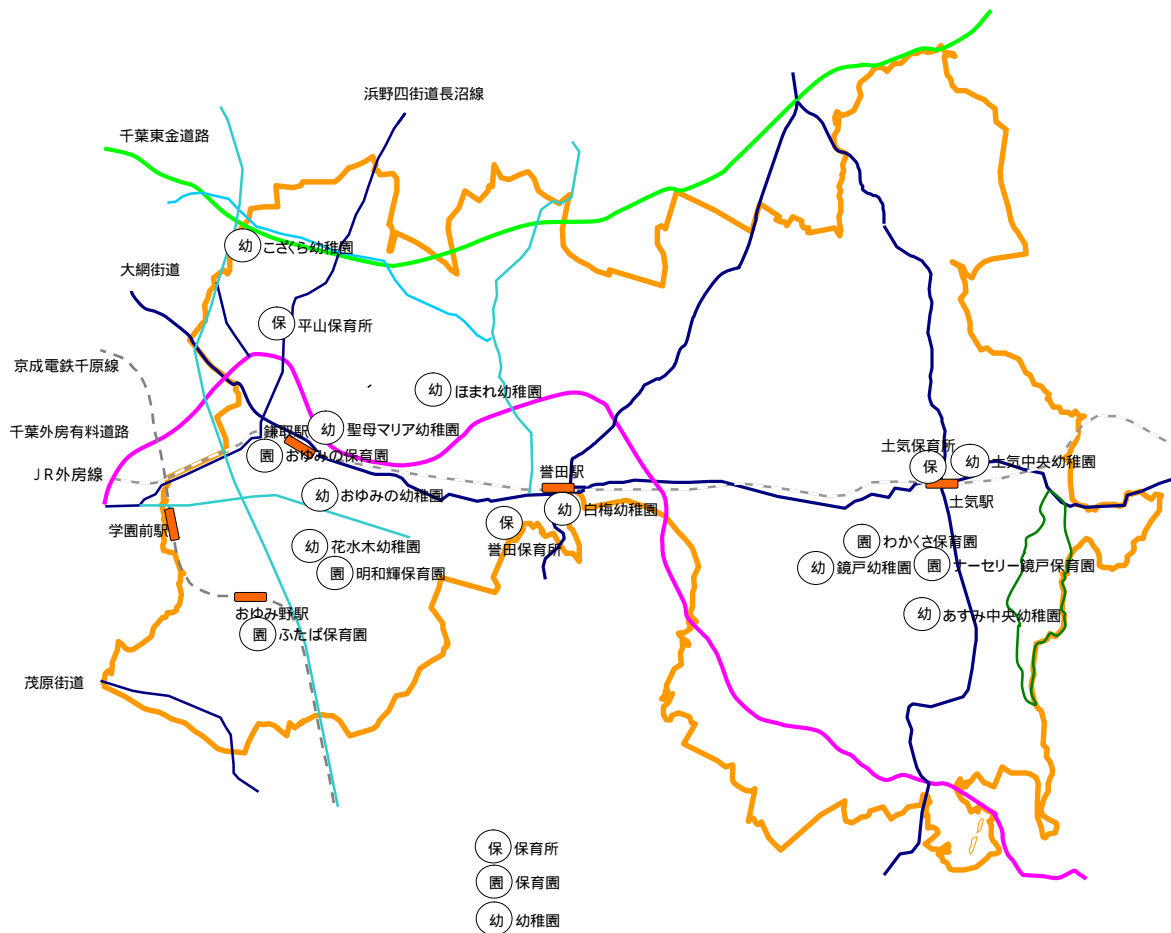 浜野四街道長沼線
千葉東金道路
幼 こざくら幼稚園
大網街道
保 平山保育所
京成電鉄千原線
幼 ほまれ幼稚園
千葉外房有料道路
鎌取駅
幼 聖母マリア幼稚園
園 おゆみの保育園
土気保育所
保
幼 土気中央幼稚園
ＪＲ外房線
誉田駅
土気駅
幼 おゆみの幼稚園
幼 白梅幼稚園
学園前駅
保
誉田保育所
幼 花水木幼稚園
園 わかくさ保育園
園 明和輝保育園
幼 鏡戸幼稚園
園 ナーセリー鏡戸保育園
おゆみ野駅
幼 あすみ中央幼稚園
園 ふたば保育園
茂原街道
保 保育所
園 保育園
幼 幼稚園